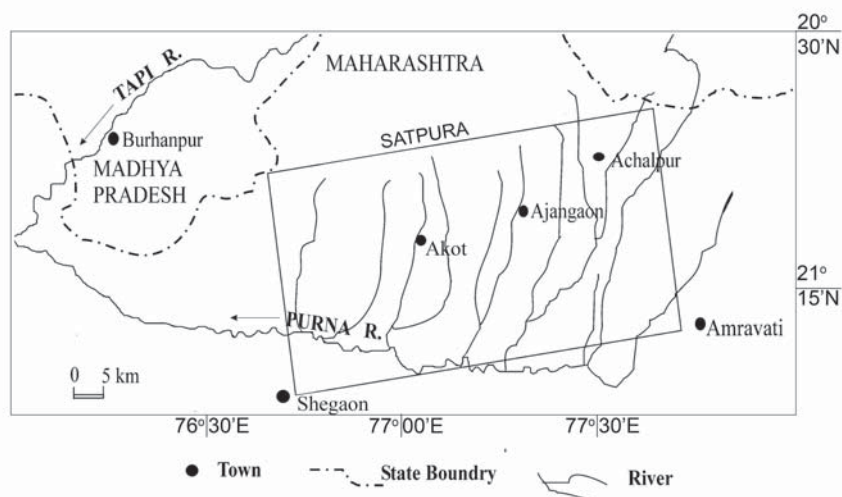 20°
30'N
MAHARASHTRA
TAPI R.
SATPURA
Burhanpur
MADHYA
PRADESH
Achalpur
Ajangaon
Akot
21°
15'N
PURNA R.
Amravati
0 5 km
Shegaon
76°30'E 77°00'E 77°30'E
Town State Boundry River